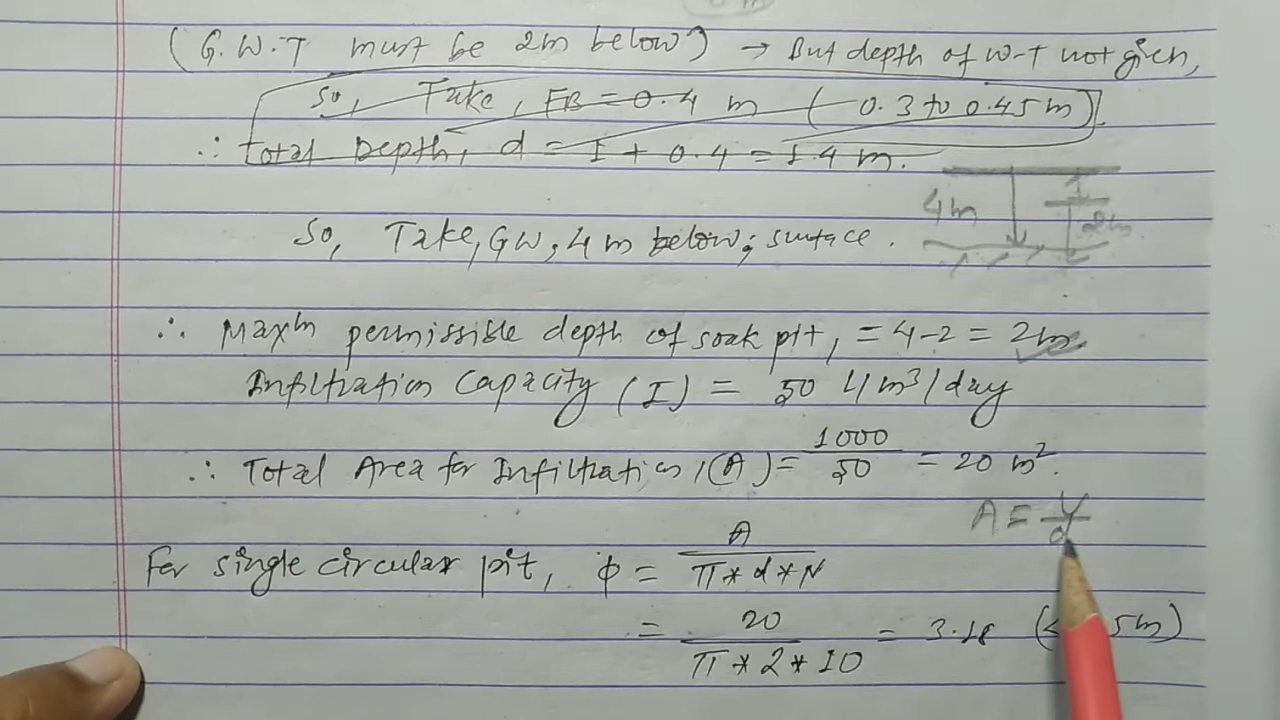 (G.W.T must be 2m below) → But depth of W.T not given,
So, Take, FB = 0.4 m ( 0.3 to 0.45m)
∴ total Depth, d = 1 + 0.4 = 1.4 m.
4m
2m
So, Take, GW, 4 m below, surface.
∴ Maxm permissible depth of soak pit, = 4-2 = 2m.
Infiltration Capacity (I) = 50 l/m3/day
∴ Total Area for Infiltration, (A) = 1000/50 = 20 m2.
A = V/d
For single circular pit, φ = A/π*d*N
= 20/π*2*10 = 3.18 (< 5m)